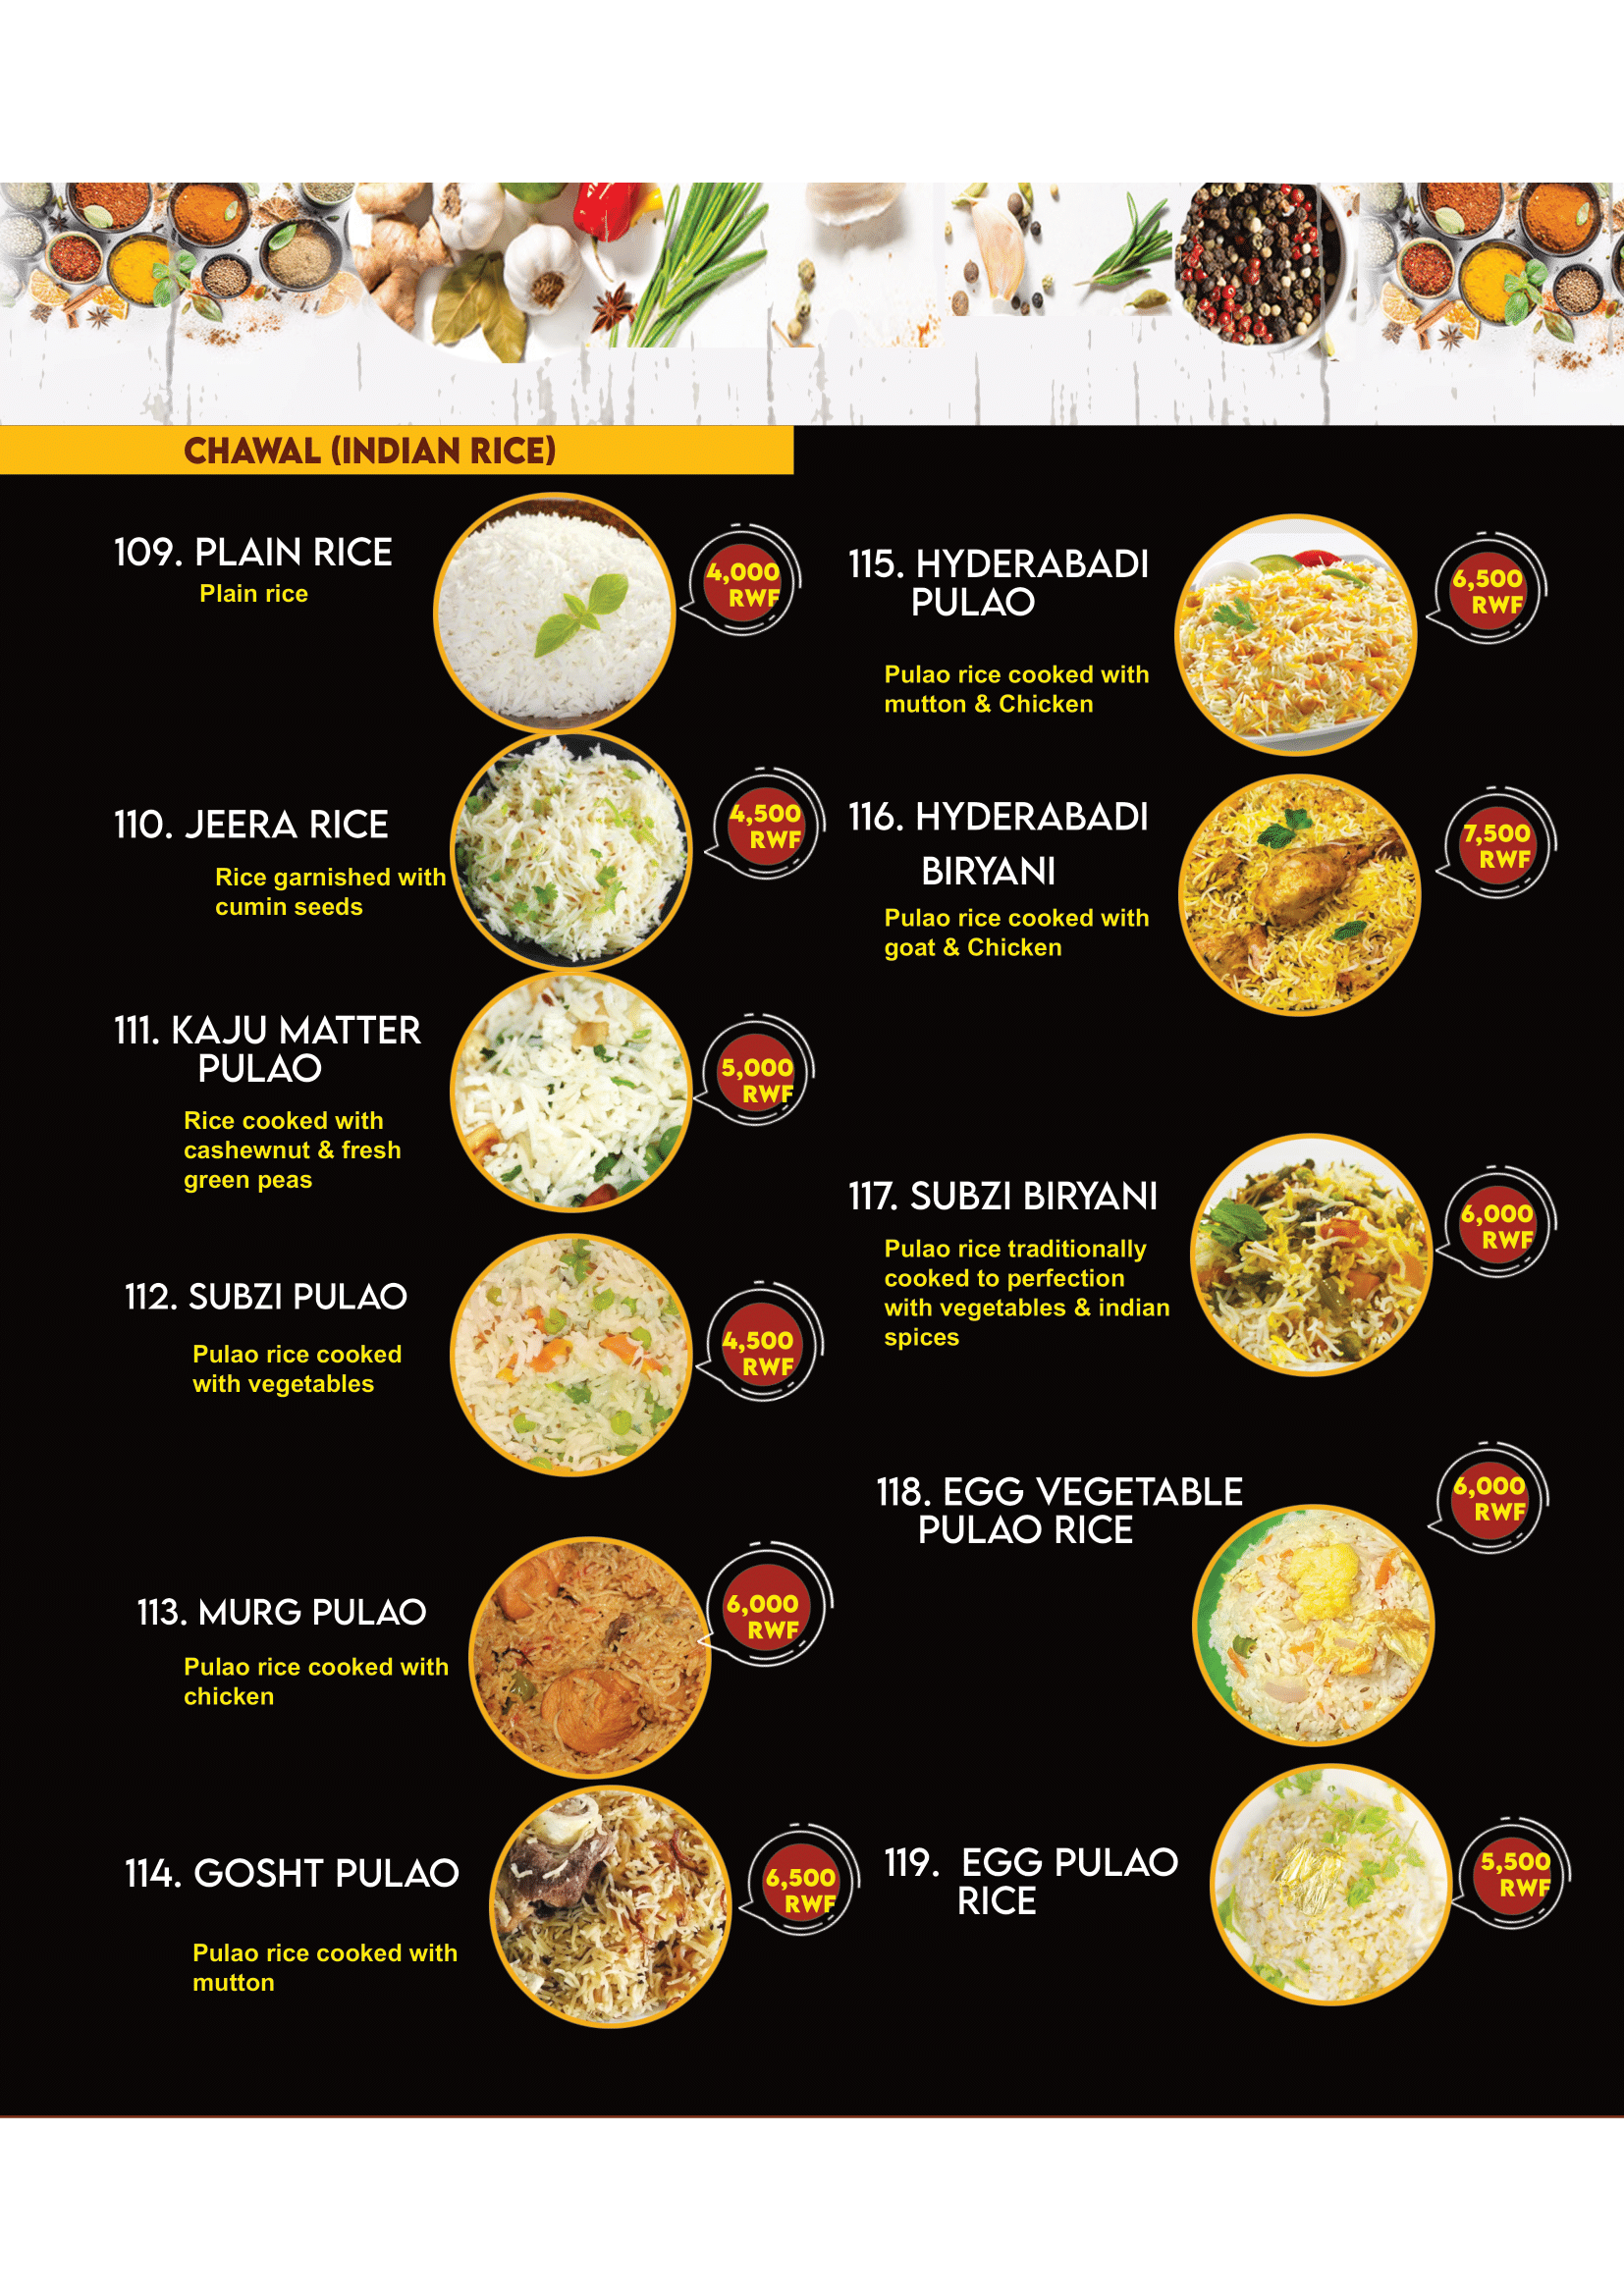 CHAWAL (INDIAN RICE)
109. PLAIN RICE
Plain rice
4,000
RWF
110. JEERA RICE
Rice garnished with
cumin seeds
4,500
RWF
111. KAJU MATTER
PULAO
Rice cooked with
cashewnut & fresh
green peas
5,000
RWF
112. SUBZI PULAO
Pulao rice cooked
with vegetables
4,500
RWF
113. MURG PULAO
Pulao rice cooked with
chicken
6,000
RWF
114. GOSHT PULAO
Pulao rice cooked with
mutton
6,500
RWF
115. HYDERABADI
PULAO
Pulao rice cooked with
mutton & Chicken
6,500
RWF
116. HYDERABADI
BIRYANI
Pulao rice cooked with
goat & Chicken
7,500
RWF
117. SUBZI BIRYANI
Pulao rice traditionally
cooked to perfection
with vegetables & indian
spices
6,000
RWF
118. EGG VEGETABLE
PULAO RICE
6,000
RWF
119. EGG PULAO
RICE
5,500
RWF